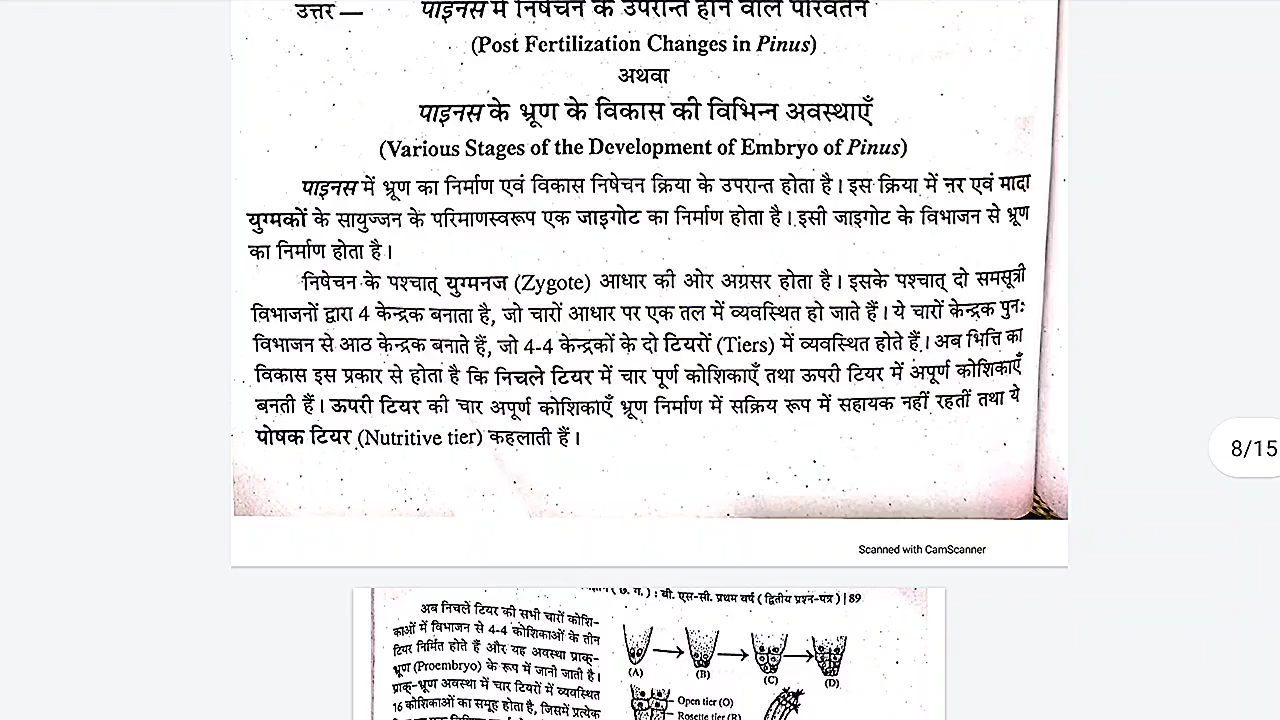 उत्तर — पाइनस में निषेचन के उपरान्त होने वाले परिवर्तन
(Post Fertilization Changes in Pinus)
अथवा
पाइनस के भ्रूण के विकास की विभिन्न अवस्थाएँ
(Various Stages of the Development of Embryo of Pinus)
पाइनस में भ्रूण का निर्माण एवं विकास निषेचन क्रिया के उपरान्त होता है। इस क्रिया में नर एवं मादा
युग्मकों के सायुज्जन के परिमाणस्वरूप एक जाइगोट का निर्माण होता है। इसी जाइगोट के विभाजन से भ्रूण
का निर्माण होता है।
निषेचन के पश्चात् युग्मनज (Zygote) आधार की ओर अग्रसर होता है। इसके पश्चात् दो समसूत्री
विभाजनों द्वारा 4 केन्द्रक बनाता है, जो चारों आधार पर एक तल में व्यवस्थित हो जाते हैं। ये चारों केन्द्रक पुनः
विभाजन से आठ केन्द्रक बनाते हैं, जो 4-4 केन्द्रकों के दो टियरों (Tiers) में व्यवस्थित होते हैं। अब भित्ति का
विकास इस प्रकार से होता है कि निचले टियर में चार पूर्ण कोशिकाएँ तथा ऊपरी टियर में अपूर्ण कोशिकाएँ
बनती हैं। ऊपरी टियर की चार अपूर्ण कोशिकाएँ भ्रूण निर्माण में सक्रिय रूप में सहायक नहीं रहतीं तथा ये
पोषक टियर (Nutritive tier) कहलाती हैं।
8/15
Scanned with CamScanner
(छ. ग.) : बी. एस-सी. प्रथम वर्ष (द्वितीय प्रश्न-पत्र) | 89
अब निचले टियर की सभी चारों कोशि-
काओं में विभाजन से 4-4 कोशिकाओं के तीन
टियर निर्मित होते हैं और यह अवस्था प्राक्-
भ्रूण (Proembryo) के रूप में जानी जाती है।
प्राक्-भ्रूण अवस्था में चार टियरों में व्यवस्थित
16 कोशिकाओं का समूह होता है, जिसमें प्रत्येक
(A)
(B)
(C)
(D)
Open tier (O)
Rosette tier (R)